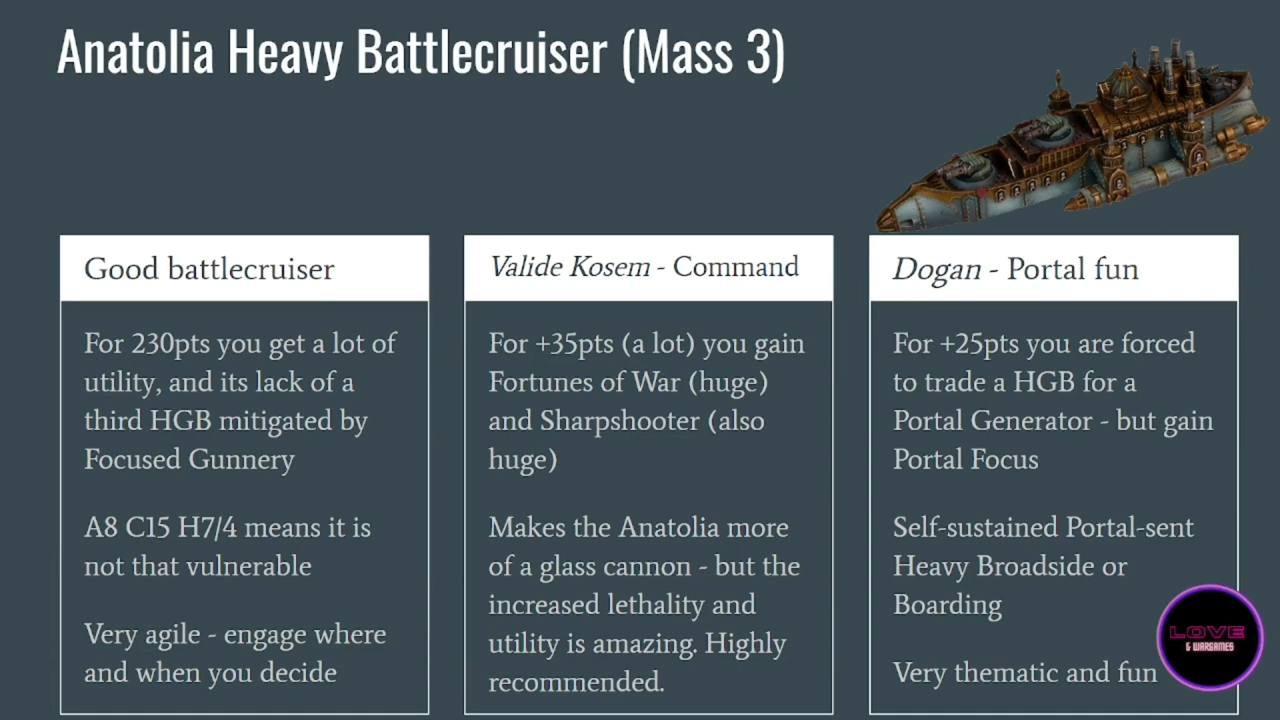 Anatolia Heavy Battlecruiser (Mass 3)
Good battlecruiser
For 230pts you get a lot of
utility, and its lack of a
third HGB mitigated by
Focused Gunnery
A8 C15 H7/4 means it is
not that vulnerable
Very agile - engage where
and when you decide
Valide Kosem - Command
For +35pts (a lot) you gain
Fortunes of War (huge)
and Sharpshooter (also
huge)
Makes the Anatolia more
of a glass cannon - but the
increased lethality and
utility is amazing. Highly
recommended.
Dogan - Portal fun
For +25pts you are forced
to trade a HGB for a
Portal Generator - but gain
Portal Focus
Self-sustained Portal-sent
Heavy Broadside or
Boarding
Very thematic and fun
LOVE
& WARGAMES